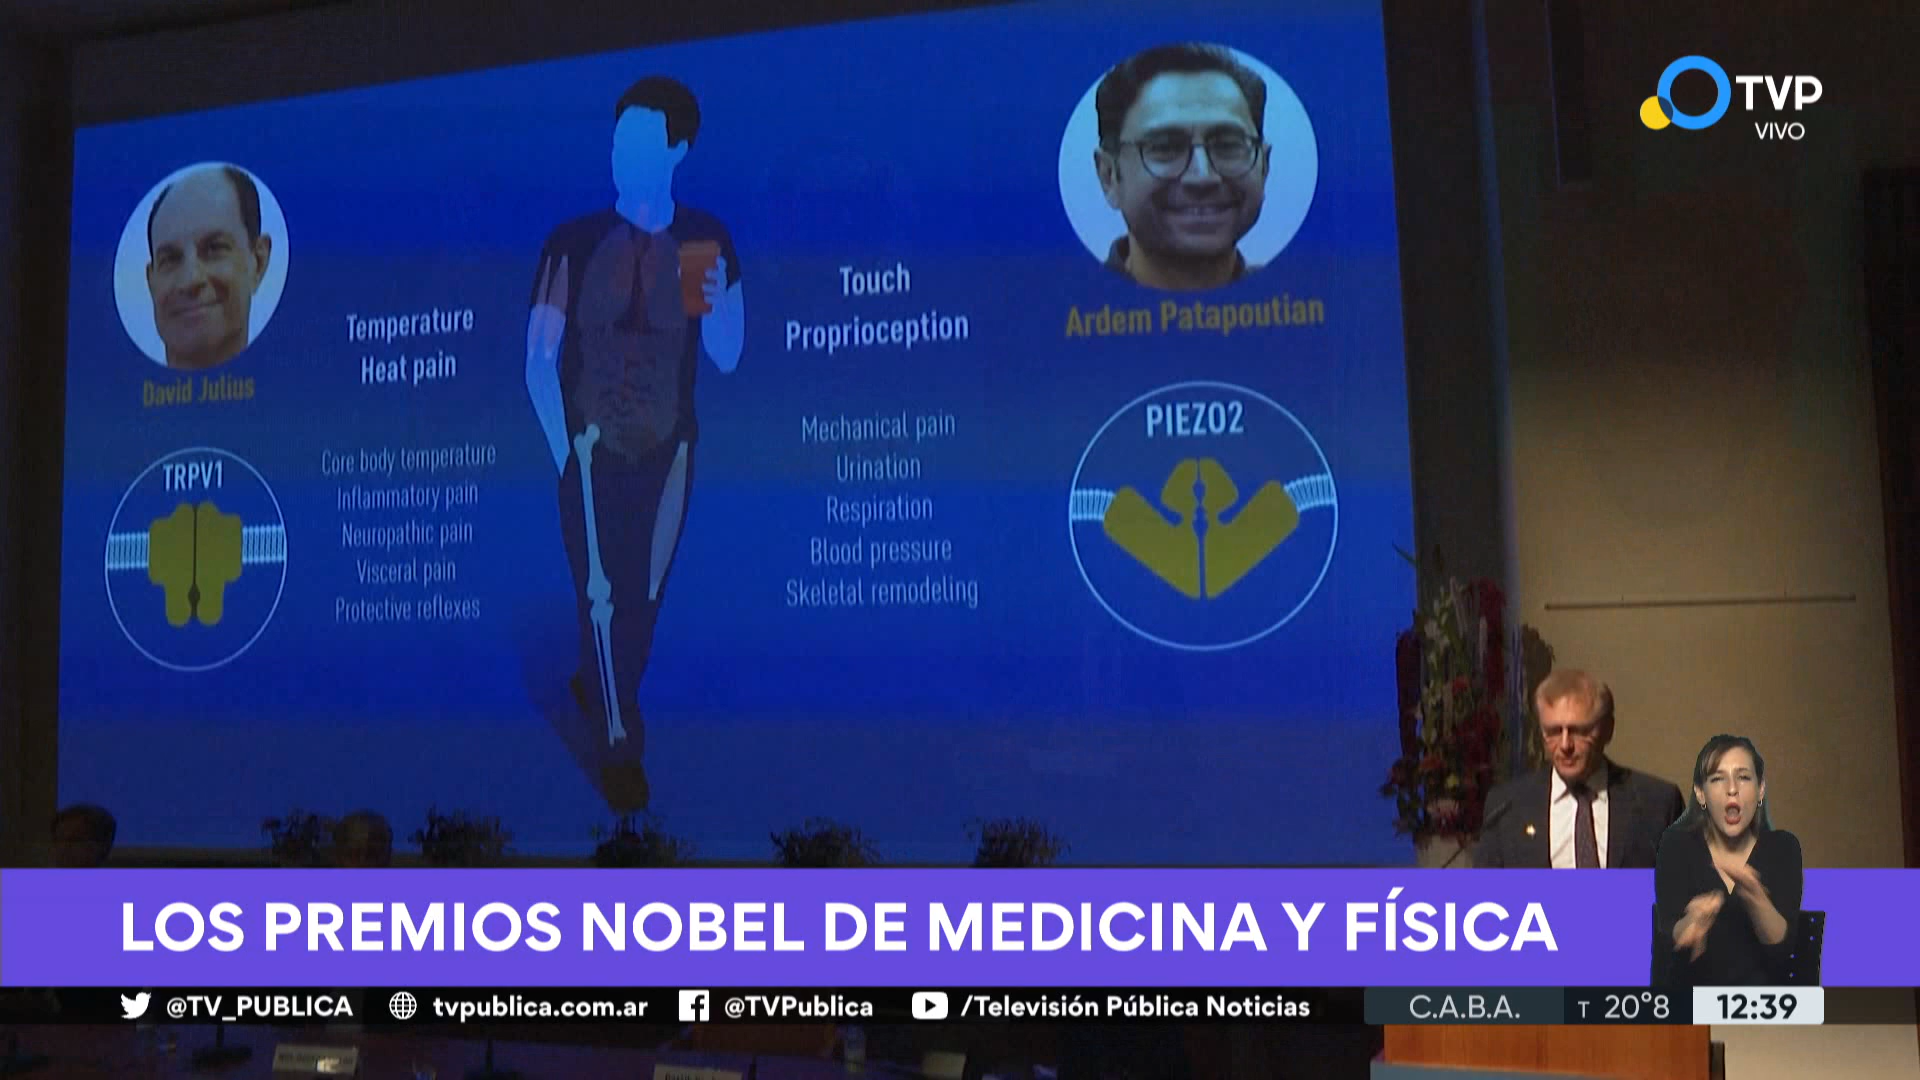 TVP
VIVO
David Julius
Temperature
Heat pain
Touch
Proprioception
Ardem Patapoutian
TRPV1
Core body temperature
Inflammatory pain
Neuropathic pain
Visceral pain
Protective reflexes
Mechanical pain
Urination
Respiration
Blood pressure
Skeletal remodeling
PIEZO2
LOS PREMIOS NOBEL DE MEDICINA Y FÍSICA
@TV_PUBLICA
tvpublica.com.ar
@TVPublica
/Televisión Pública Noticias
C.A.B.A.
T 20°8
12:39